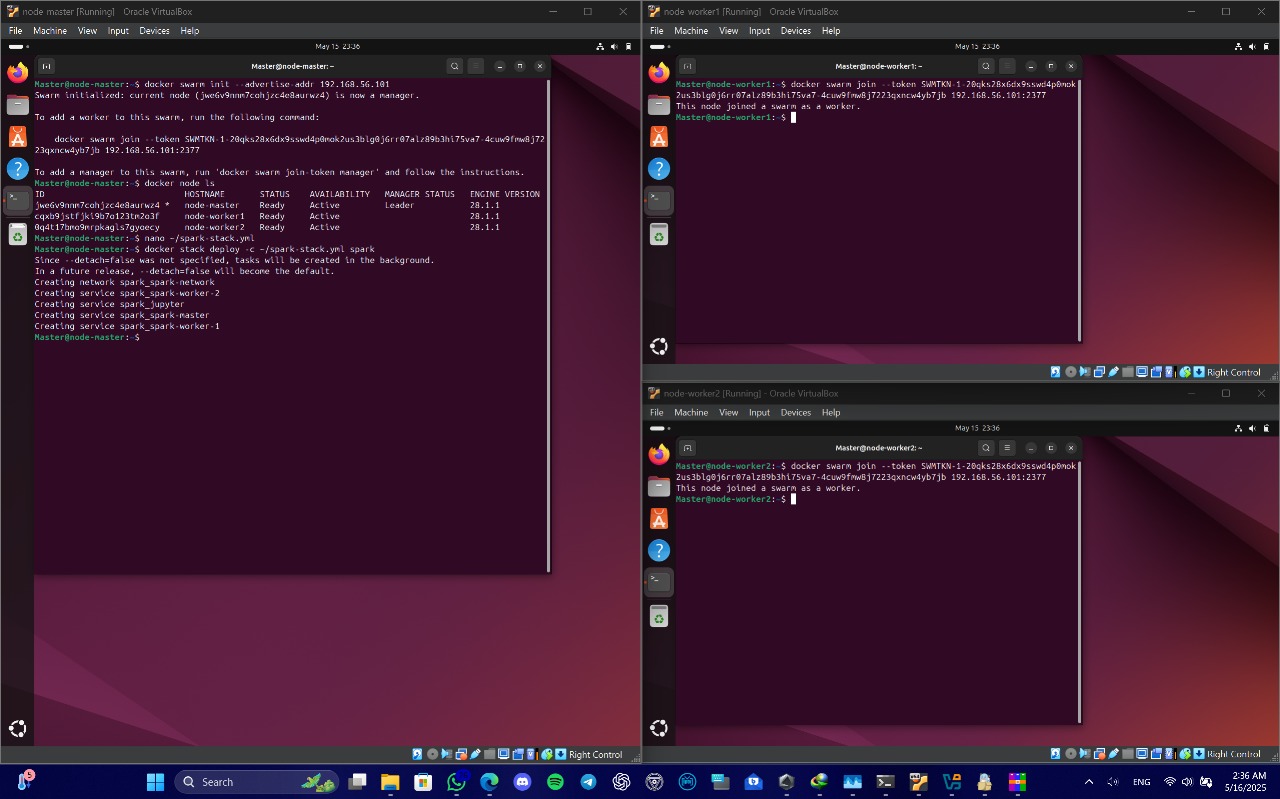 node-master [Running] - Oracle VirtualBox
File Machine View Input Devices Help
May 15 23:36
Master@node-master: ~
Master@node-master:~$ docker swarm init --advertise-addr 192.168.56.101
Swarm initialized: current node (jwe6v9nnm7cohjzc4e8aurwz4) is now a manager.
To add a worker to this swarm, run the following command:
docker swarm join --token SWMTKN-1-20qks28x6dx9sswd4p0mok2us3blg0j6rr07alz89b3hi75va7-4cuw9fmw8j72
23qxncw4yb7jb 192.168.56.101:2377
To add a manager to this swarm, run 'docker swarm join-token manager' and follow the instructions.
Master@node-master:~$ docker node ls
ID HOSTNAME STATUS AVAILABILITY MANAGER STATUS ENGINE VERSION
jwe6v9nnm7cohjzc4e8aurwz4 * node-master Ready Active Leader 28.1.1
cqxb9jstfjki9b7o123tm2o3f node-worker1 Ready Active 28.1.1
0q4t17bmo9mrpkagls7gyoecy node-worker2 Ready Active 28.1.1
Master@node-master:~$ nano ~/spark-stack.yml
Master@node-master:~$ docker stack deploy -c ~/spark-stack.yml spark
Since --detach=false was not specified, tasks will be created in the background.
In a future release, --detach=false will become the default.
Creating network spark_spark-network
Creating service spark_spark-worker-2
Creating service spark_jupyter
Creating service spark_spark-master
Creating service spark_spark-worker-1
Master@node-master:~$
Right Control
node-worker1 [Running] - Oracle VirtualBox
File Machine View Input Devices Help
May 15 23:36
Master@node-worker1: ~
Master@node-worker1:~$ docker swarm join --token SWMTKN-1-20qks28x6dx9sswd4p0mok
2us3blg0j6rr07alz89b3hi75va7-4cuw9fmw8j7223qxncw4yb7jb 192.168.56.101:2377
This node joined a swarm as a worker.
Master@node-worker1:~$
Right Control
node-worker2 [Running] - Oracle VirtualBox
File Machine View Input Devices Help
May 15 23:36
Master@node-worker2: ~
Master@node-worker2:~$ docker swarm join --token SWMTKN-1-20qks28x6dx9sswd4p0mok
2us3blg0j6rr07alz89b3hi75va7-4cuw9fmw8j7223qxncw4yb7jb 192.168.56.101:2377
This node joined a swarm as a worker.
Master@node-worker2:~$
Right Control
5
Search
ENG
2:36 AM
5/16/2025